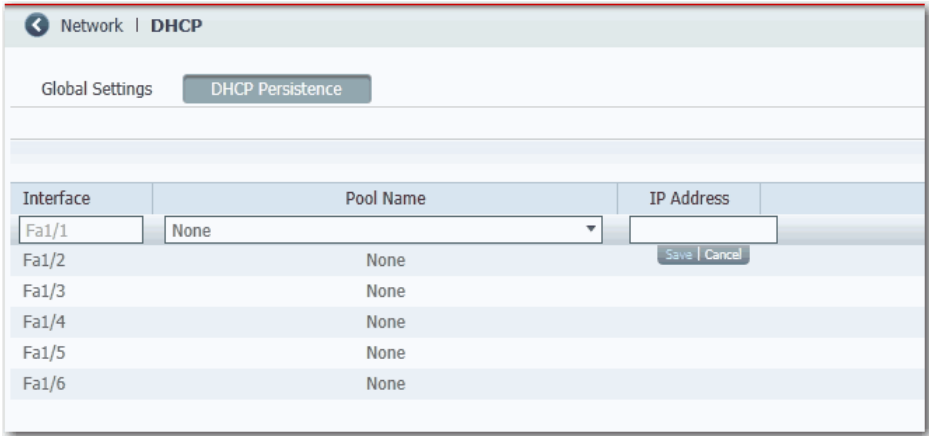 Network | DHCP
Global Settings DHCP Persistence
Interface Pool Name IP Address
Fa1/1 None
Save | Cancel
Fa1/2 None
Fa1/3 None
Fa1/4 None
Fa1/5 None
Fa1/6 None